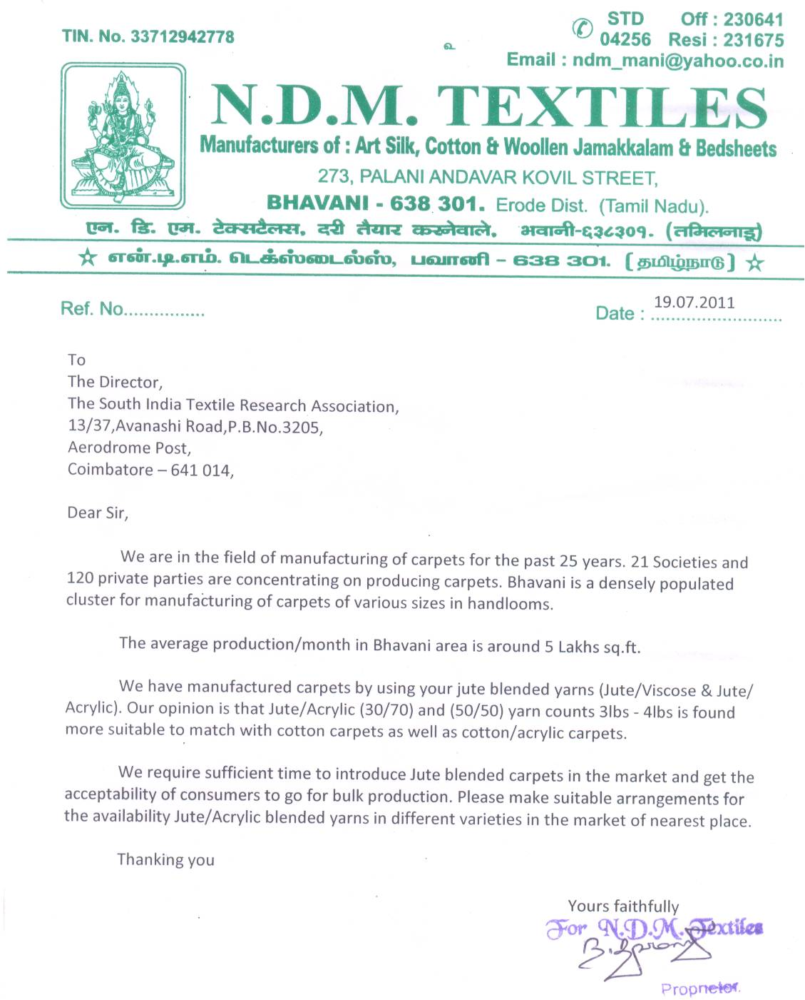 TIN. No. 33712942778
உ
STD Off : 230641
04256 Resi : 231675
Email : ndm_mani@yahoo.co.in
N.D.M. TEXTILES
Manufacturers of : Art Silk, Cotton & Woollen Jamakkalam & Bedsheets
273, PALANI ANDAVAR KOVIL STREET,
BHAVANI - 638 301. Erode Dist. (Tamil Nadu).
एन. डि. एम. टेक्सटैलस, दरी तैयार करनेवाले, भवानी-६३८३०१. (तमिलनाडू)
☆ என்.டி.எம். டெக்ஸ்டைல்ஸ், பவானி – 638 301. (தமிழ்நாடு) ☆
Ref. No................
Date : 19.07.2011
To
The Director,
The South India Textile Research Association,
13/37,Avanashi Road,P.B.No.3205,
Aerodrome Post,
Coimbatore – 641 014,
Dear Sir,
We are in the field of manufacturing of carpets for the past 25 years. 21 Societies and
120 private parties are concentrating on producing carpets. Bhavani is a densely populated
cluster for manufacturing of carpets of various sizes in handlooms.
The average production/month in Bhavani area is around 5 Lakhs sq.ft.
We have manufactured carpets by using your jute blended yarns (Jute/Viscose & Jute/
Acrylic). Our opinion is that Jute/Acrylic (30/70) and (50/50) yarn counts 3lbs - 4lbs is found
more suitable to match with cotton carpets as well as cotton/acrylic carpets.
We require sufficient time to introduce Jute blended carpets in the market and get the
acceptability of consumers to go for bulk production. Please make suitable arrangements for
the availability Jute/Acrylic blended yarns in different varieties in the market of nearest place.
Thanking you
Yours faithfully
For N.D.M. Textiles
Proprietor.